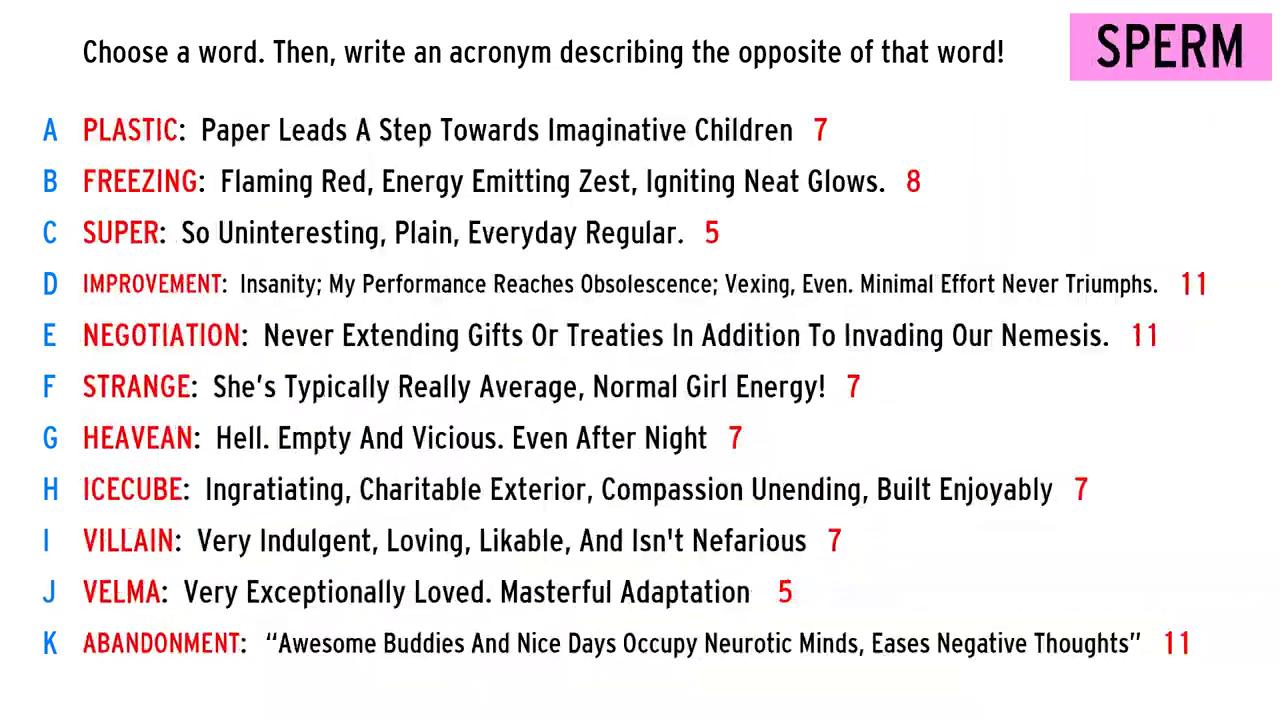 Choose a word. Then, write an acronym describing the opposite of that word!
SPERM
A PLASTIC: Paper Leads A Step Towards Imaginative Children 7
B FREEZING: Flaming Red, Energy Emitting Zest, Igniting Neat Glows. 8
C SUPER: So Uninteresting, Plain, Everyday Regular. 5
D IMPROVEMENT: Insanity; My Performance Reaches Obsolescence; Vexing, Even. Minimal Effort Never Triumphs. 11
E NEGOTIATION: Never Extending Gifts Or Treaties In Addition To Invading Our Nemesis. 11
F STRANGE: She’s Typically Really Average, Normal Girl Energy! 7
G HEAVEAN: Hell. Empty And Vicious. Even After Night 7
H ICECUBE: Ingratiating, Charitable Exterior, Compassion Unending, Built Enjoyably 7
I VILLAIN: Very Indulgent, Loving, Likable, And Isn't Nefarious 7
J VELMA: Very Exceptionally Loved. Masterful Adaptation 5
K ABANDONMENT: “Awesome Buddies And Nice Days Occupy Neurotic Minds, Eases Negative Thoughts” 11